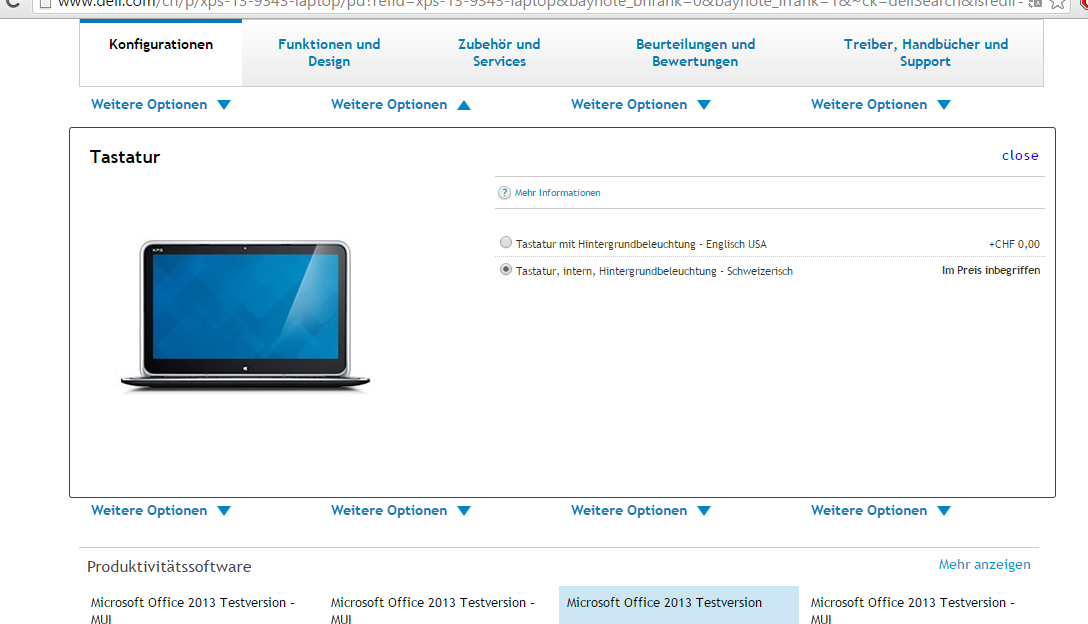 www.dell.com/ch/p/xps-13-9343-laptop/pd?refid=xps-13-9343-laptop&baynote_bnrank=0&baynote_irrank=1&~ck=dellSearch&isredir=
Konfigurationen
Funktionen und
Design
Zubehör und
Services
Beurteilungen und
Bewertungen
Treiber, Handbücher und
Support
Weitere Optionen
Weitere Optionen
Weitere Optionen
Weitere Optionen
Tastatur
close
? Mehr Informationen
XPS
Tastatur mit Hintergrundbeleuchtung - Englisch USA +CHF 0,00
Tastatur, intern, Hintergrundbeleuchtung - Schweizerisch Im Preis inbegriffen
Weitere Optionen
Weitere Optionen
Weitere Optionen
Weitere Optionen
Produktivitätssoftware
Mehr anzeigen
Microsoft Office 2013 Testversion -
MUI
Microsoft Office 2013 Testversion -
MUI
Microsoft Office 2013 Testversion
Microsoft Office 2013 Testversion -
MUI